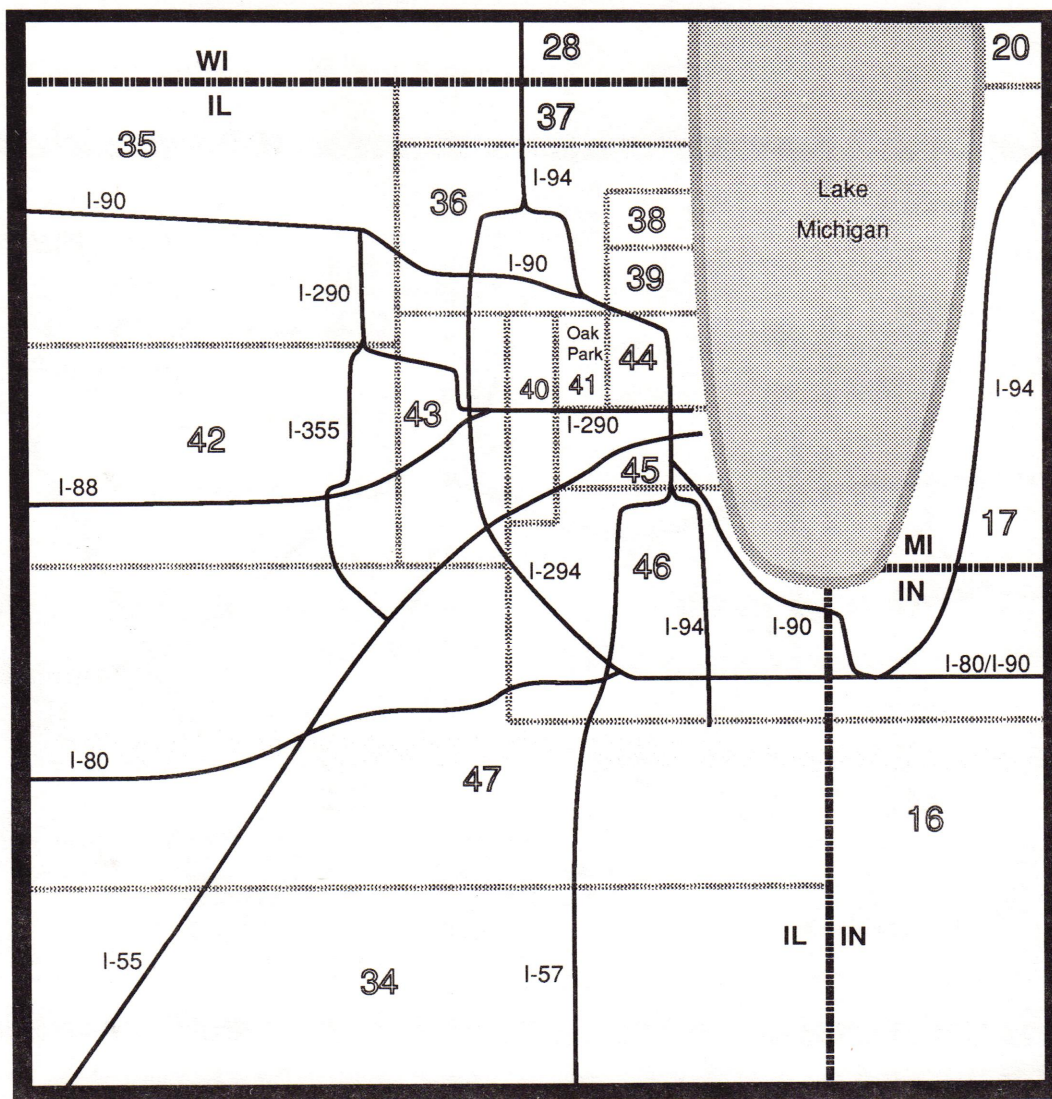 28
20
WI
IL
37
35
I-94
I-90
36
38
Lake
Michigan
I-90
39
I-290
Oak
Park
44
40
41
I-94
43
42
I-355
I-290
45
I-88
17
MI
46
I-294
IN
I-94
I-90
I-80/I-90
I-80
47
16
IL
IN
I-55
34
I-57